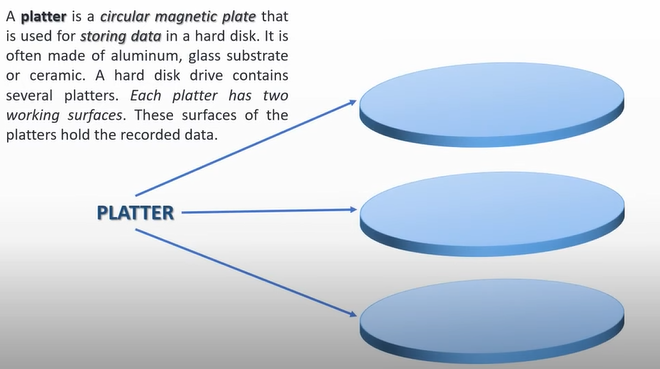 A platter is a circular magnetic plate that
is used for storing data in a hard disk. It is
often made of aluminum, glass substrate
or ceramic. A hard disk drive contains
several platters. Each platter has two
working surfaces. These surfaces of the
platters hold the recorded data.
PLATTER